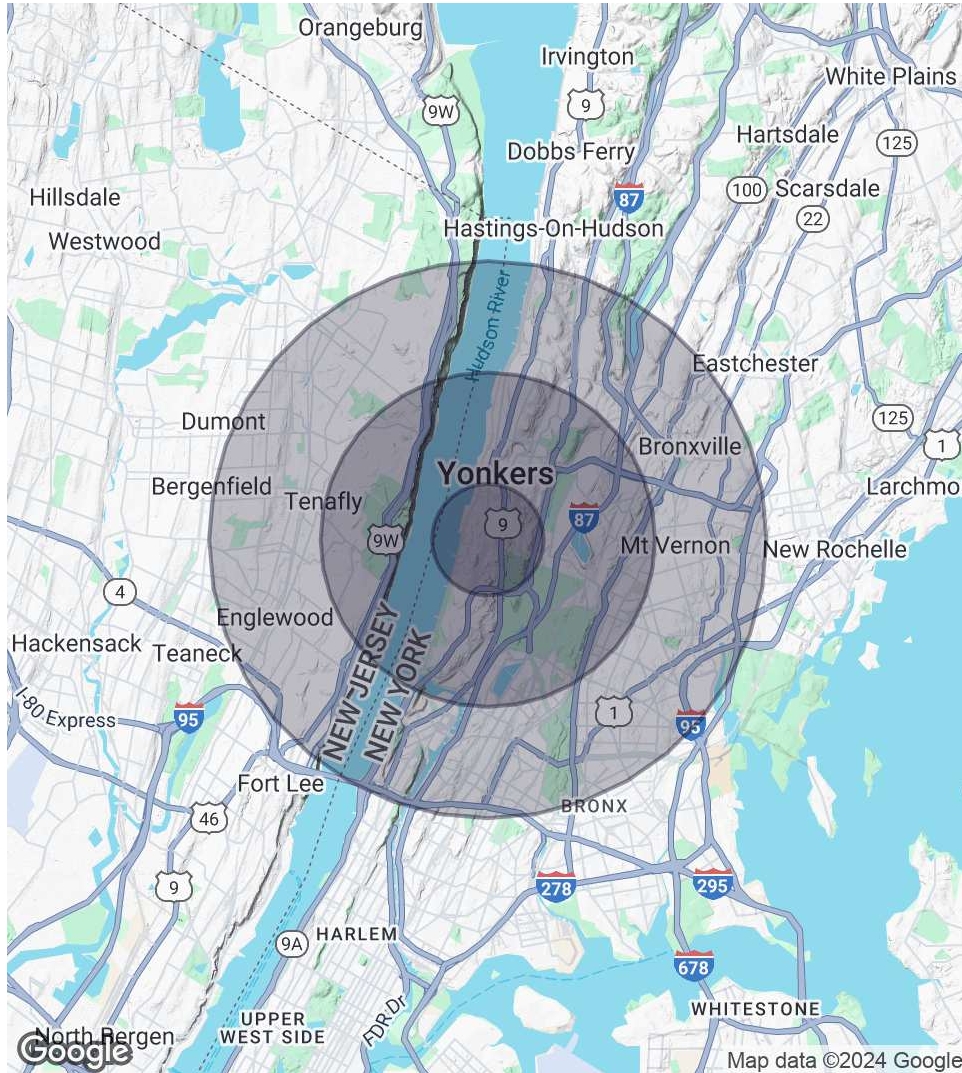 Orangeburg
Irvington
White Plains
9W
9
Hartsdale
125
Dobbs Ferry
Hillsdale
87
100
Scarsdale
22
Westwood
Hastings-On-Hudson
Hudson River
Eastchester
Dumont
125
1
Bronxville
Yonkers
Bergenfield
Tenafly
Larchmo
9
87
9W
Mt Vernon
New Rochelle
4
Englewood
Hackensack
Teaneck
NEW JERSEY
NEW YORK
I-80 Express
95
1
95
Fort Lee
BRONX
46
9
278
295
HARLEM
9A
678
UPPER
WEST SIDE
FDR Dr
WHITESTONE
North Bergen
Google
Map data ©2024 Google